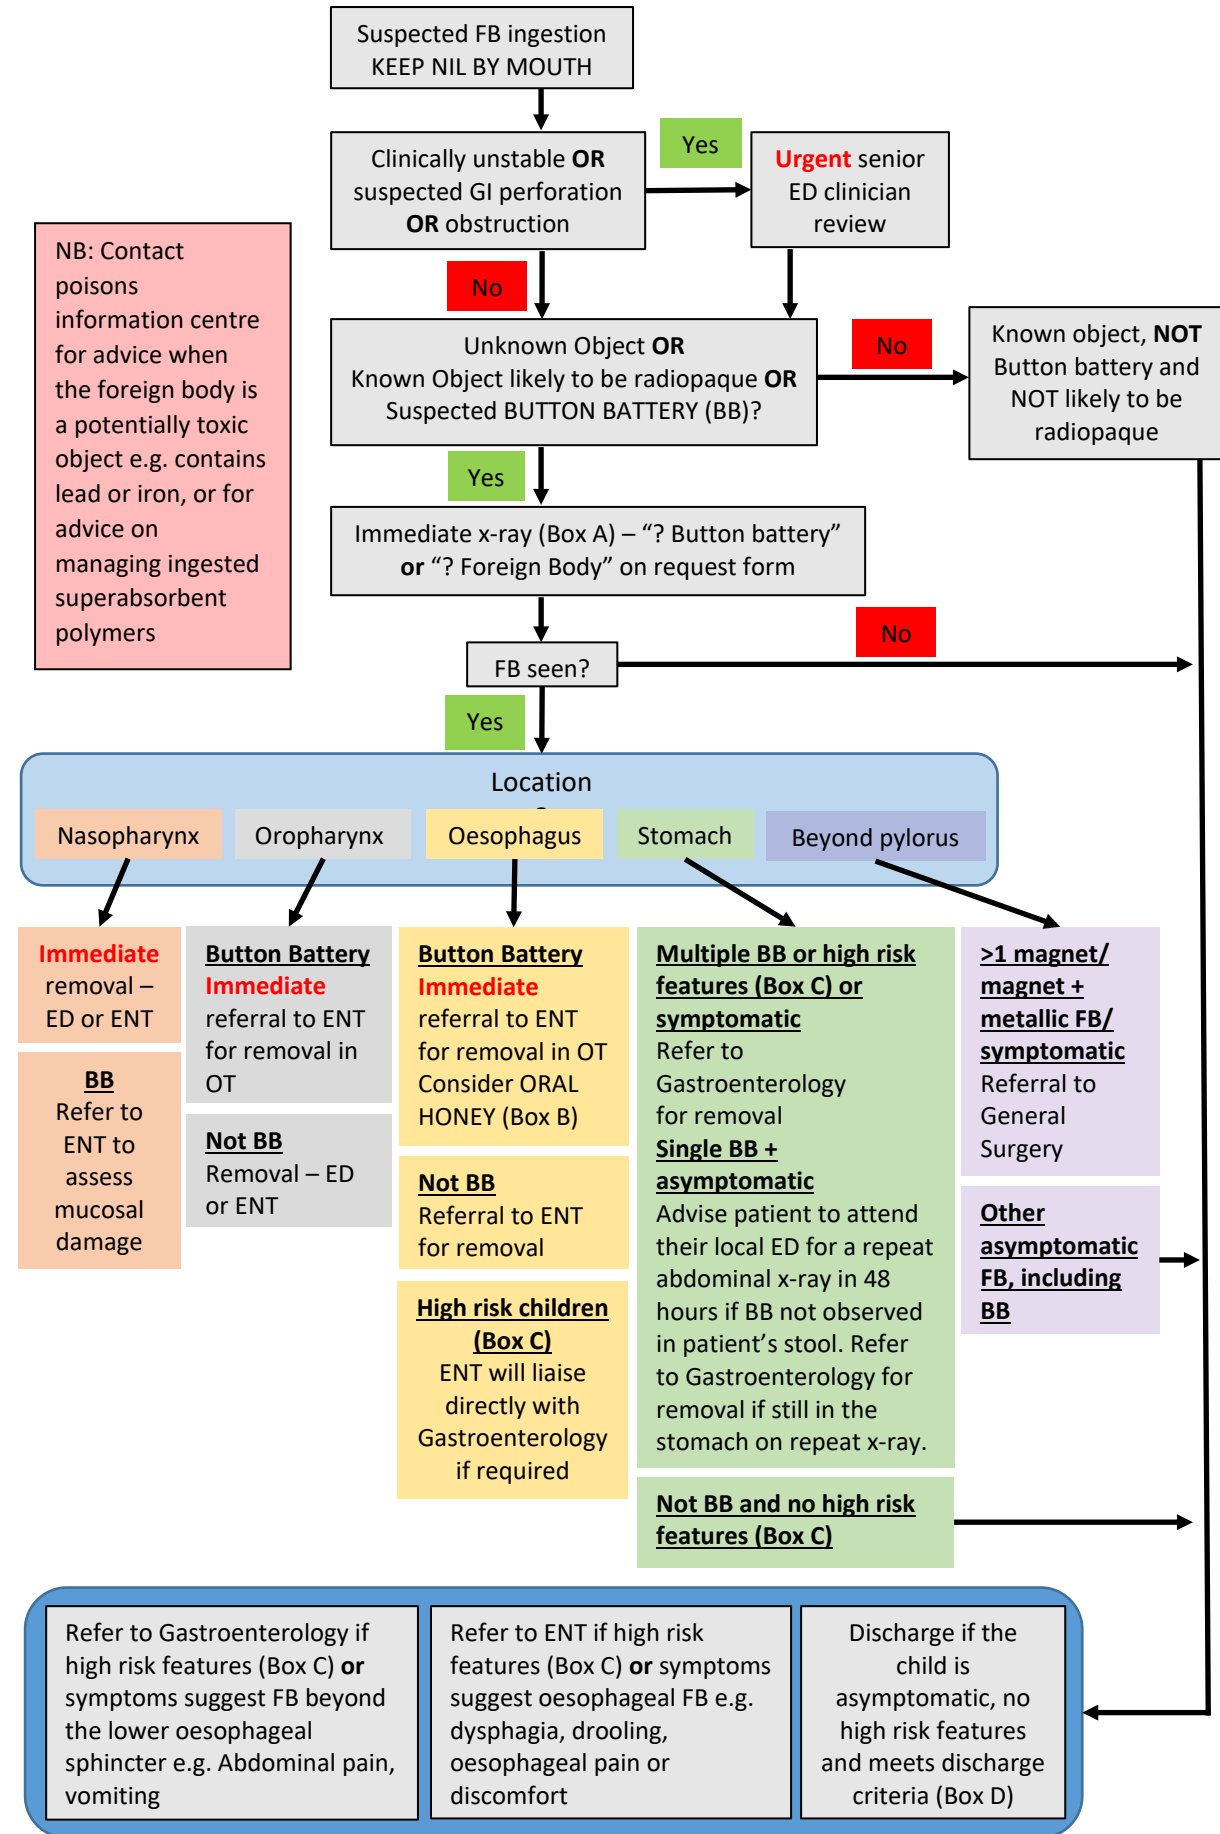 Suspected FB ingestion
KEEP NIL BY MOUTH
Clinically unstable OR
suspected GI perforation
OR obstruction
Yes
Urgent senior
ED clinician
review
NB: Contact
poisons
information centre
for advice when
the foreign body is
a potentially toxic
object e.g. contains
lead or iron, or for
advice on
managing ingested
superabsorbent
polymers
No
Unknown Object OR
Known Object likely to be radiopaque OR
Suspected BUTTON BATTERY (BB)?
No
Known object, NOT
Button battery and
NOT likely to be
radiopaque
Yes
Immediate x-ray (Box A) – “? Button battery”
or “? Foreign Body” on request form
FB seen?
No
Yes
Location
Nasopharynx
Oropharynx
Oesophagus
Stomach
Beyond pylorus
Immediate
removal –
ED or ENT
BB
Refer to
ENT to
assess
mucosal
damage
Button Battery
Immediate
referral to ENT
for removal in
OT
Not BB
Removal – ED
or ENT
Button Battery
Immediate
referral to ENT
for removal in OT
Consider ORAL
HONEY (Box B)
Not BB
Referral to ENT
for removal
High risk children
(Box C)
ENT will liaise
directly with
Gastroenterology
if required
Multiple BB or high risk
features (Box C) or
symptomatic
Refer to
Gastroenterology
for removal
Single BB +
asymptomatic
Advise patient to attend
their local ED for a repeat
abdominal x-ray in 48
hours if BB not observed
in patient’s stool. Refer
to Gastroenterology for
removal if still in the
stomach on repeat x-ray.
Not BB and no high risk
features (Box C)
>1 magnet/
magnet +
metallic FB/
symptomatic
Referral to
General
Surgery
Other
asymptomatic
FB, including
BB
Refer to Gastroenterology if
high risk features (Box C) or
symptoms suggest FB beyond
the lower oesophageal
sphincter e.g. Abdominal pain,
vomiting
Refer to ENT if high risk
features (Box C) or symptoms
suggest oesophageal FB e.g.
dysphagia, drooling,
oesophageal pain or
discomfort
Discharge if the
child is
asymptomatic, no
high risk features
and meets discharge
criteria (Box D)